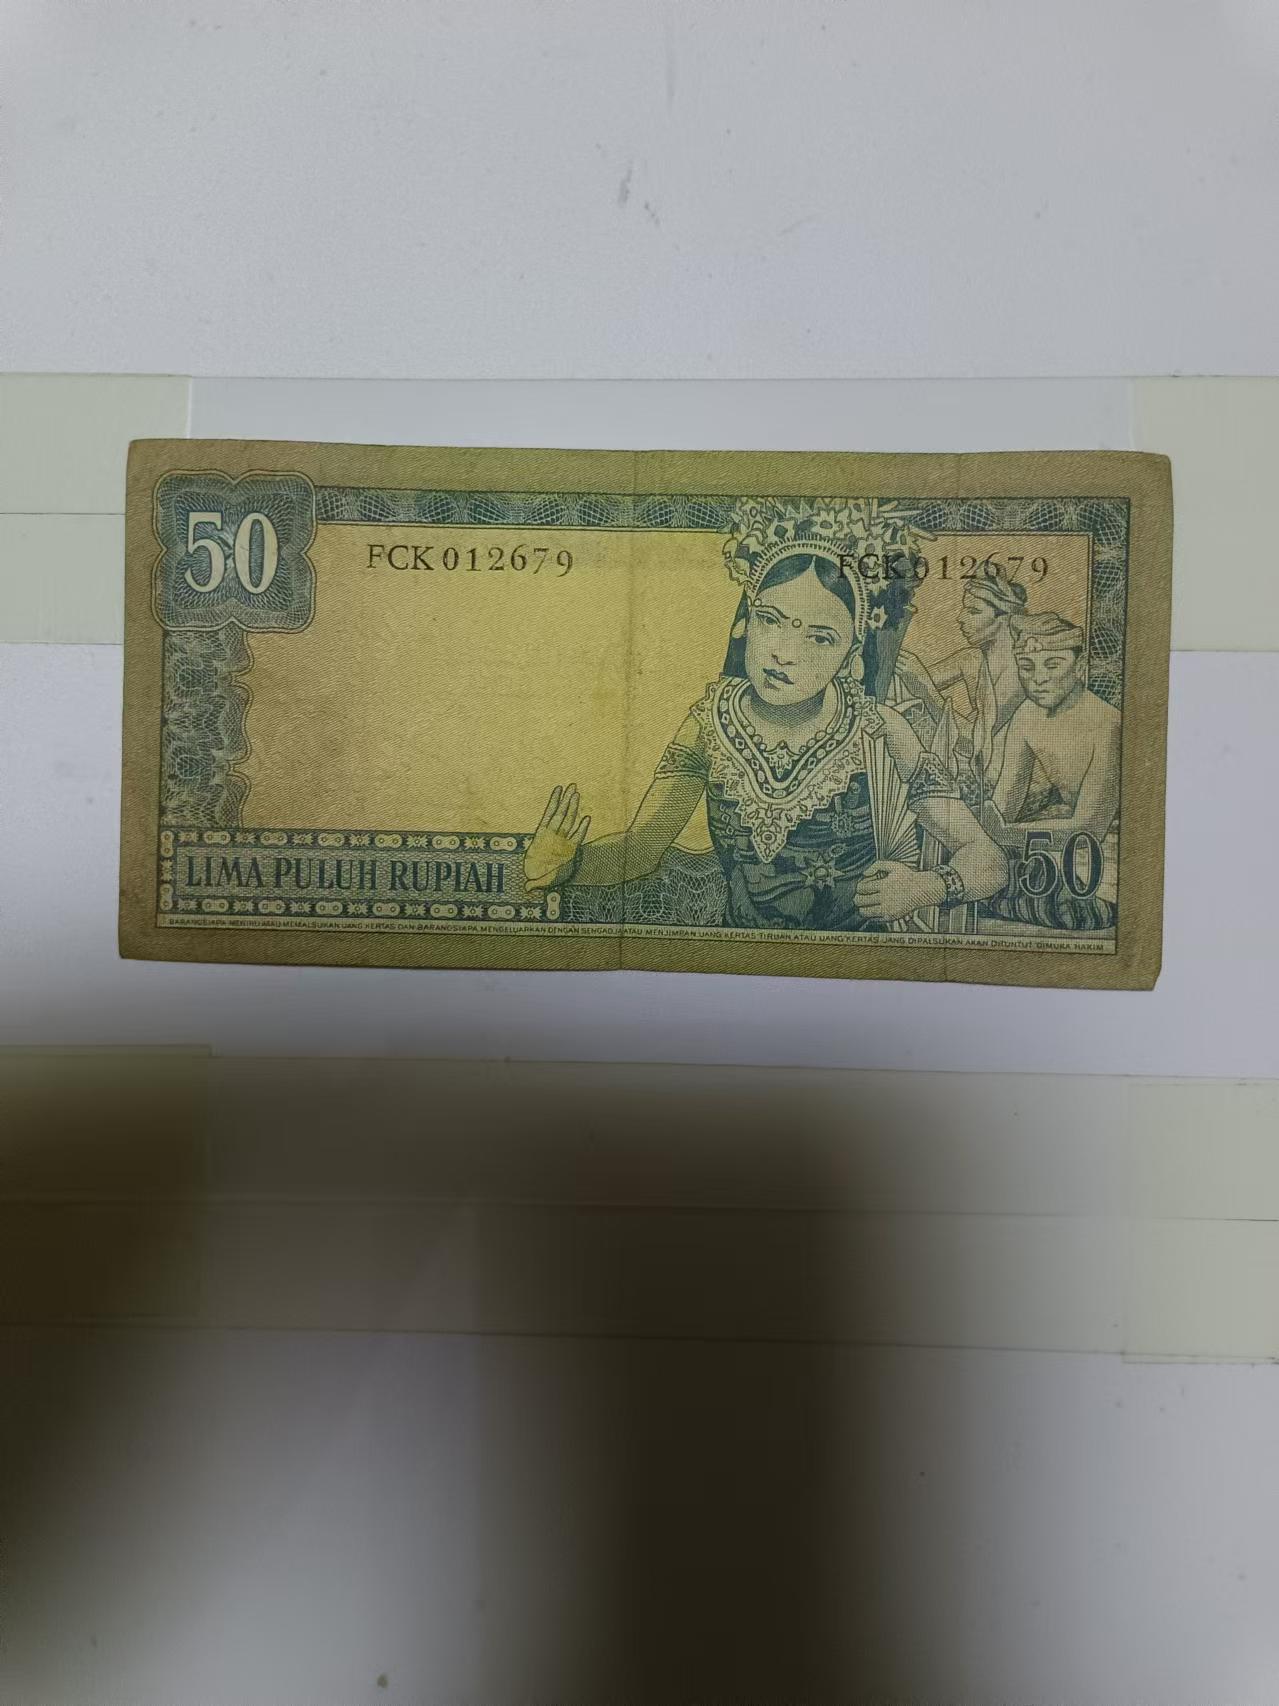 50
FCK012679 FCK012679
50
LIMA PULUH RUPIAH
BARANGSIAPA MENIRU ATAU MEMALSUKAN UANG KERTAS DAN BARANGSIAPA MENGELUARKAN DENGAN SENGADJA ATAU MENJIMPAN UANG KERTAS TIRUAN ATAU UANG KERTAS JANG DIPALSUKAN AKAN DITUNTUT DIMUKA HAKIM